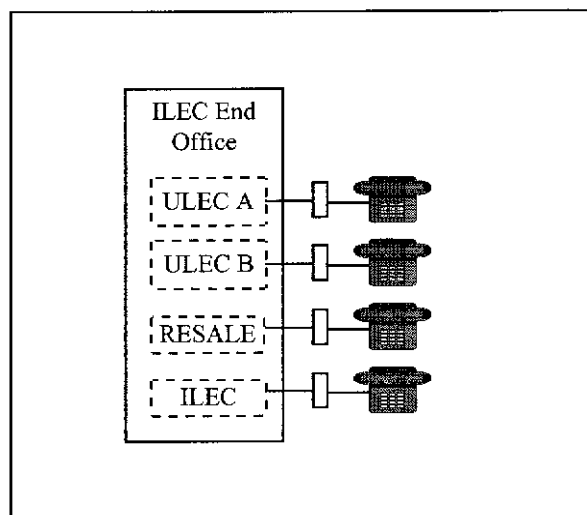 ILEC End
Office
ULEC A
ULEC B
RESALE
ILEC